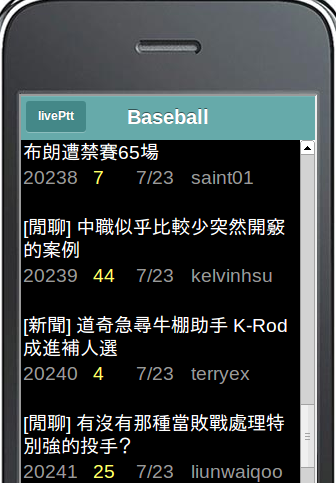 livePtt
Baseball
布朗遭禁賽65場
20238 7 7/23 saint01
[閒聊] 中職似乎比較少突然開竅
的案例
20239 44 7/23 kelvinhsu
[新聞] 道奇急尋牛棚助手 K-Rod
成進補人選
20240 4 7/23 terryex
[閒聊] 有沒有那種當敗戰處理特
別強的投手?
20241 25 7/23 liunwaiqoo